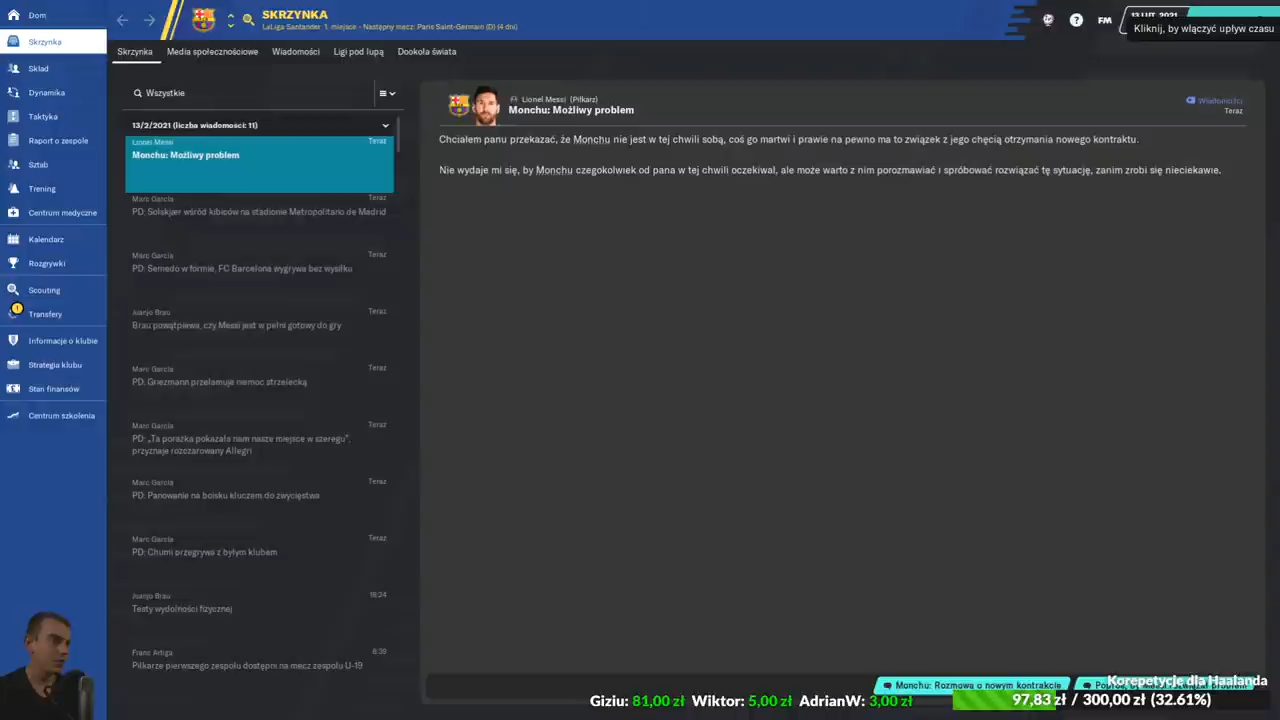 Dom
SKRZYNKA
LaLiga Santander: 1. miejsce - Następny mecz: Paris Saint-Germain (D) (4 dni)
FM
13 LUT 2021
Kliknij, by włączyć upływ czasu
Skrzynka
Skrzynka
Media społecznościowe
Wiadomości
Ligi pod lupą
Dookoła świata
Skład
Dynamika
Taktyka
Raport o zespole
Sztab
Trening
Centrum medyczne
Kalendarz
Rozgrywki
Scouting
Transfery
Informacje o klubie
Strategia klubu
Stan finansów
Centrum szkolenia
Wszystkie
13/2/2021 (liczba wiadomości: 11)
Lionel Messi Teraz
Monchu: Możliwy problem
Marc García Teraz
PD: Solskjær wśród kibiców na stadionie Metropolitano de Madrid
Marc García Teraz
PD: Semedo w formie, FC Barcelona wygrywa bez wysiłku
Juanjo Brau Teraz
Brau powątpiewa, czy Messi jest w pełni gotowy do gry
Marc García Teraz
PD: Griezmann przełamuje niemoc strzelecką
Marc García Teraz
PD: „Ta porażka pokazała nam nasze miejsce w szeregu”,
przyznaje rozczarowany Allegri
Marc García Teraz
PD: Panowanie na boisku kluczem do zwycięstwa
Marc García Teraz
PD: Chumi przegrywa z byłym klubem
Juanjo Brau 18:24
Testy wydolności fizycznej
Franc Artiga 6:39
Piłkarze pierwszego zespołu dostępni na mecz zespołu U-19
Lionel Messi (Piłkarz)
Monchu: Możliwy problem
Wiadomości
Teraz
Chciałem panu przekazać, że Monchu nie jest w tej chwili sobą, coś go martwi i prawie na pewno ma to związek z jego chęcią otrzymania nowego kontraktu.
Nie wydaje mi się, by Monchu czegokolwiek od pana w tej chwili oczekiwał, ale może warto z nim porozmawiać i spróbować rozwiązać tę sytuację, zanim zrobi się nieciekawie.
Monchu: Rozmowa o nowym kontrakcie
Korepetycje dla Haalanda
Giziu: 81,00 zł Wiktor: 5,00 zł AdrianW: 3,00 zł
97,83 zł / 300,00 zł (32.61%)